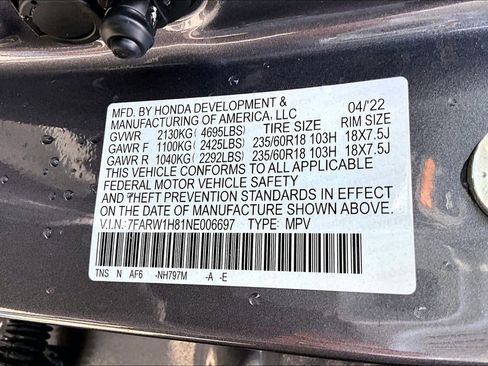 MFD. BY HONDA DEVELOPMENT &
MANUFACTURING OF AMERICA, LLC 04/22
GVWR 2130KG (4695LBS) TIRE SIZE RIM SIZE
GAWR F 1100KG (2425LBS) 235/60R18 103H 18X7.5J
GAWR R 1040KG (2292LBS) 235/60R18 103H 18X7.5J
THIS VEHICLE CONFORMS TO ALL APPLICABLE
FEDERAL MOTOR VEHICLE SAFETY
AND THEFT PREVENTION STANDARDS IN EFFECT
ON THE DATE OF MANUFACTURE SHOWN ABOVE.
V.I.N.: 7FARW1H81NE006697 TYPE: MPV
TNS N AF6 -NH797M -A -E